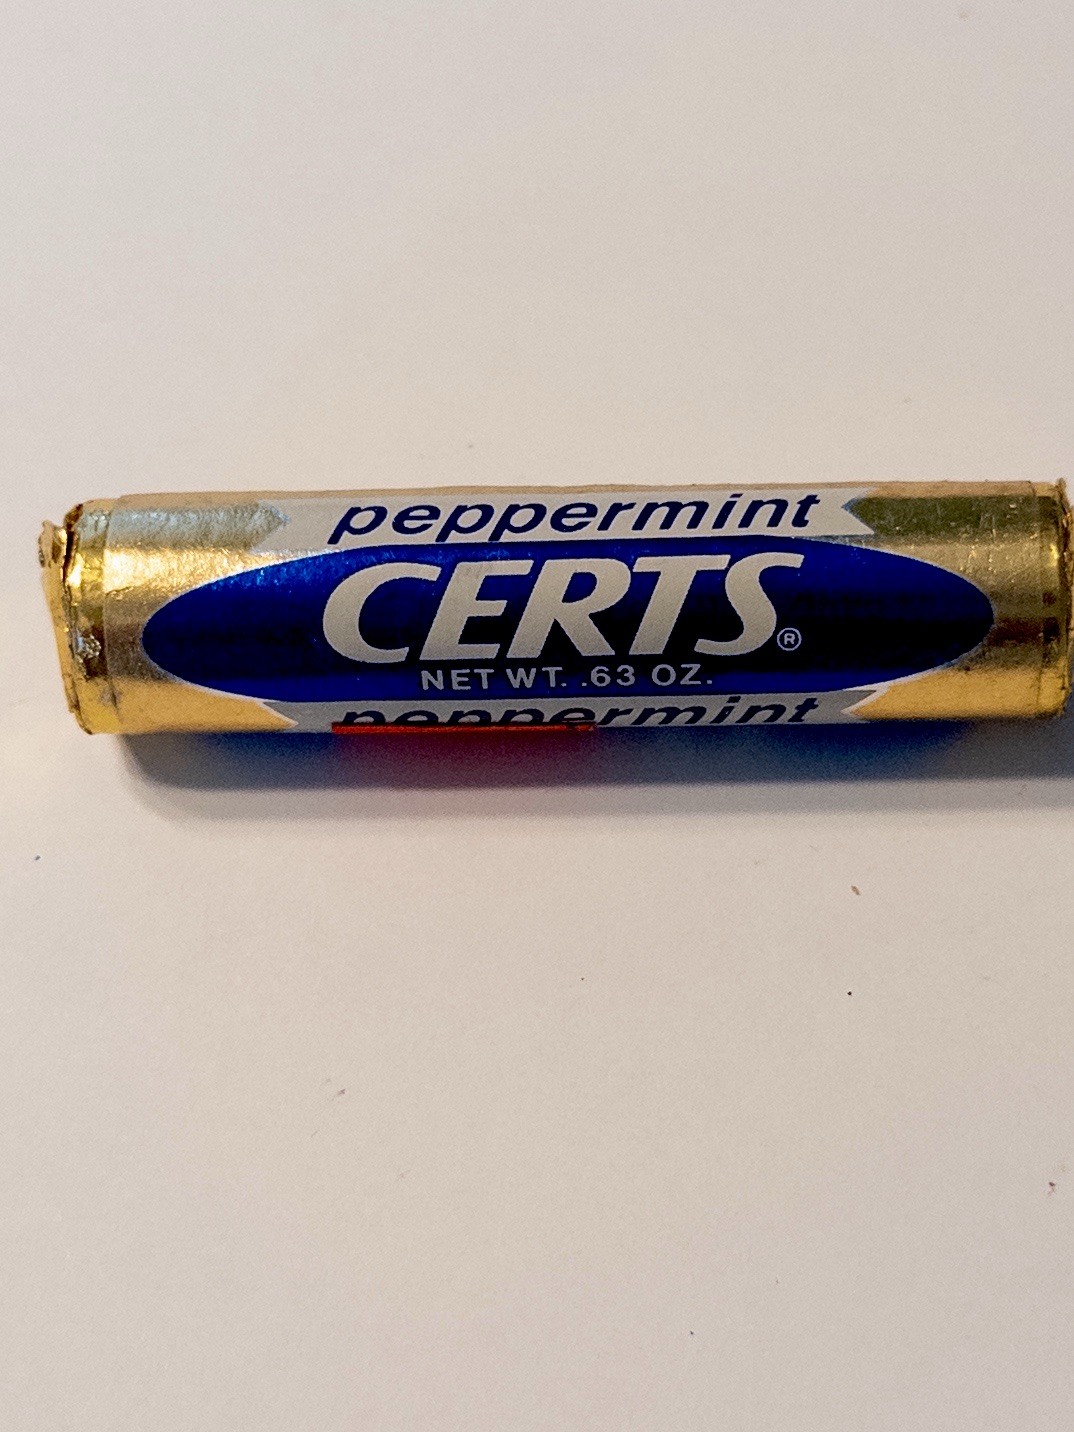 peppermint
CERTS®
NET WT. .63 OZ.
peppermint